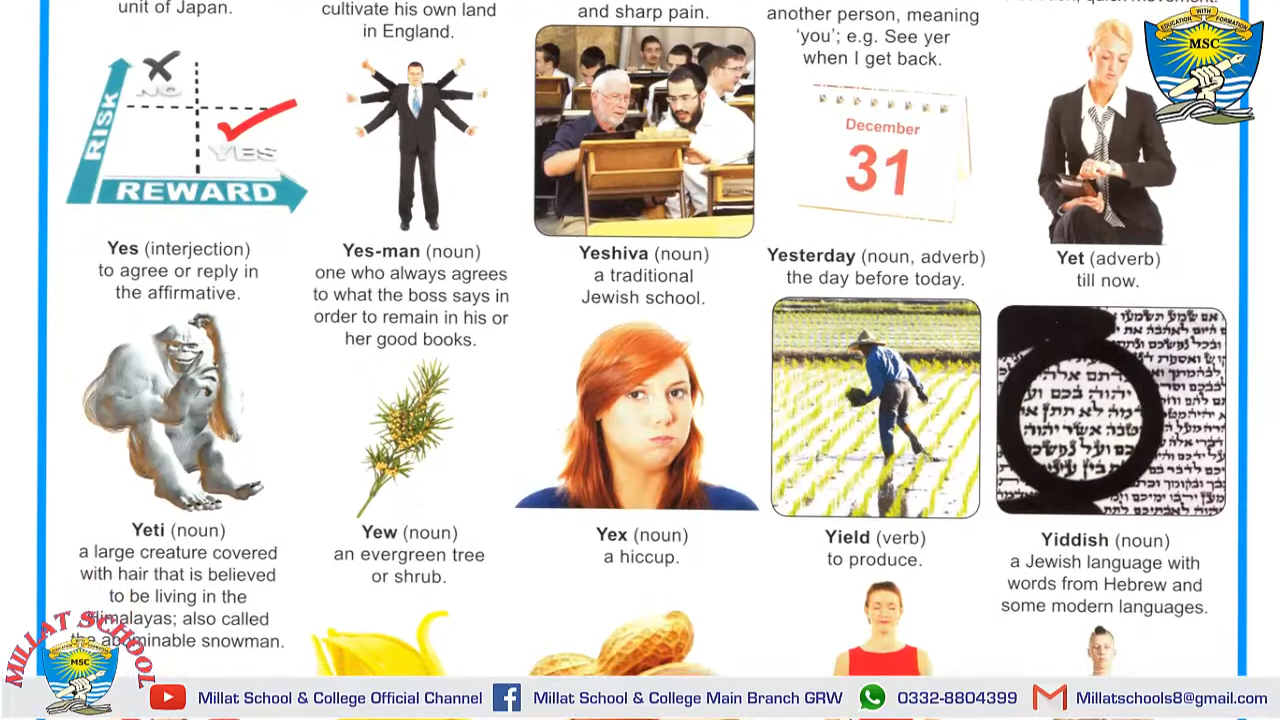 unit of Japan.
cultivate his own land
in England.
and sharp pain.
another person, meaning
‘you’; e.g. See yer
when I get back.
RISK
NO
YES
REWARD
December
31
EDUCATION WITH FORMATION
MSC
Yes (interjection)
to agree or reply in
the affirmative.
Yes-man (noun)
one who always agrees
to what the boss says in
order to remain in his or
her good books.
Yeshiva (noun)
a traditional
Jewish school.
Yesterday (noun, adverb)
the day before today.
Yet (adverb)
till now.
Yeti (noun)
a large creature covered
with hair that is believed
to be living in the
Himalayas; also called
the abominable snowman.
Yew (noun)
an evergreen tree
or shrub.
Yex (noun)
a hiccup.
Yield (verb)
to produce.
Yiddish (noun)
a Jewish language with
words from Hebrew and
some modern languages.
MILLAT SCHOOL
MSC
Millat School & College Official Channel
Millat School & College Main Branch GRW
0332-8804399
Millatschools8@gmail.com